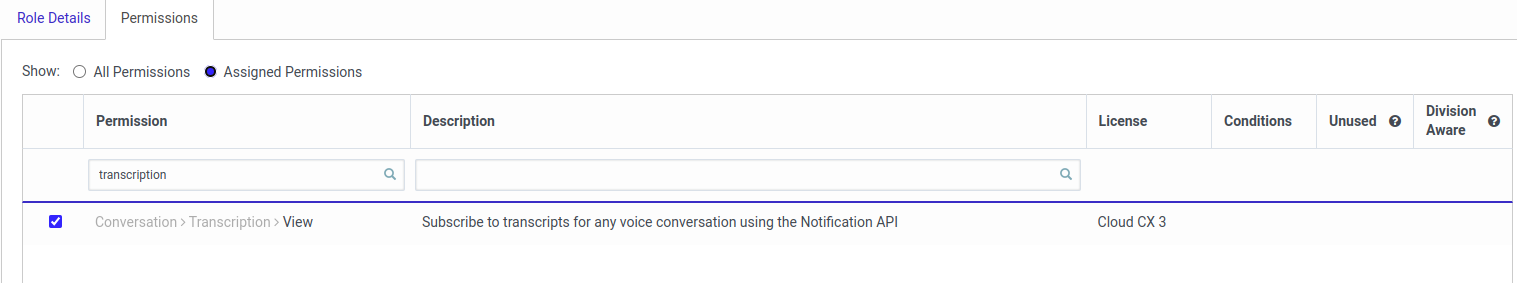 Role Details Permissions
Show: All Permissions Assigned Permissions
Permission Description License Conditions Unused ? Division Aware ?
transcription
Conversation > Transcription > View Subscribe to transcripts for any voice conversation using the Notification API Cloud CX 3